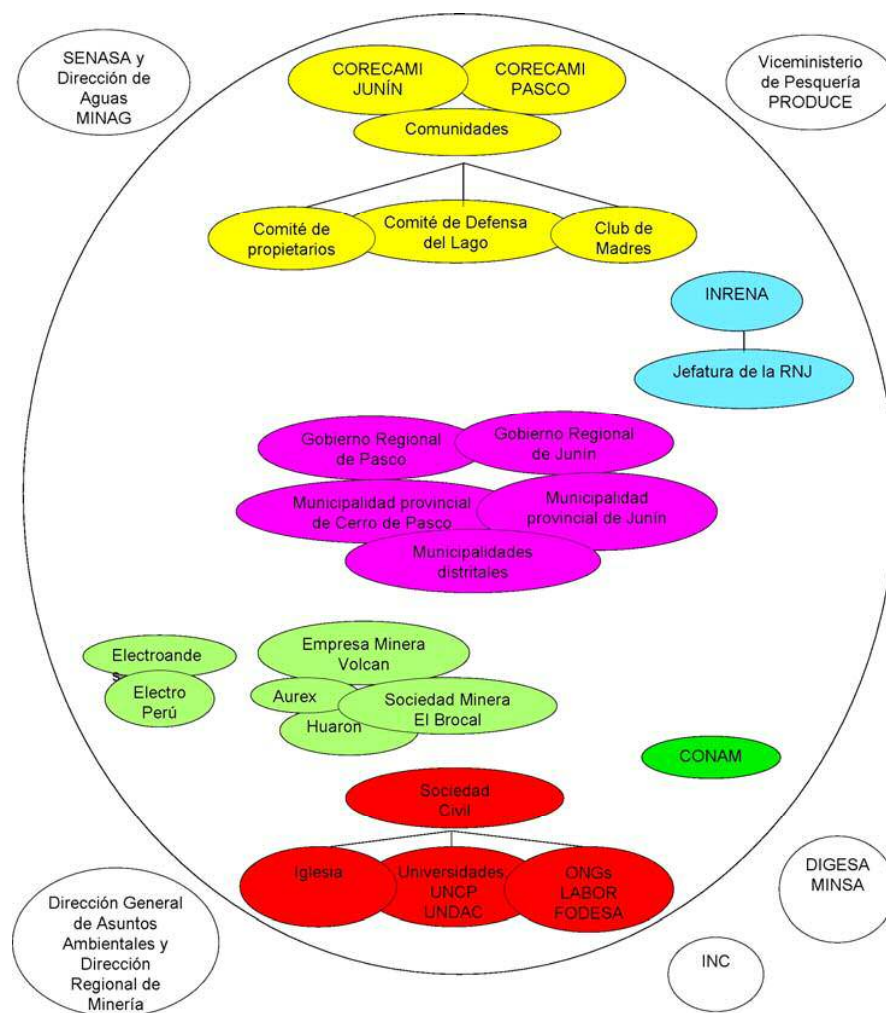 SENASA y
Dirección de
Aguas
MINAG
CORECAMI
JUNÍN
CORECAMI
PASCO
Viceministerio
de Pesquería
PRODUCE
Comunidades
Comité de
propietarios
Comité de Defensa
del Lago
Club de
Madres
INRENA
Jefatura de la RNJ
Gobierno Regional
de Pasco
Gobierno Regional
de Junín
Municipalidad provincial
de Cerro de Pasco
Municipalidad
provincial de Junín
Municipalidades
distritales
Electroande
s
Electro
Perú
Empresa Minera
Volcan
Aurex
Sociedad Minera
El Brocal
Huaron
CONAM
Sociedad
Civil
Iglesia
Universidades,
UNCP
UNDAC
ONGs
LABOR
FODESA
DIGESA
MINSA
Dirección General
de Asuntos
Ambientales y
Dirección
Regional de
Minería
INC